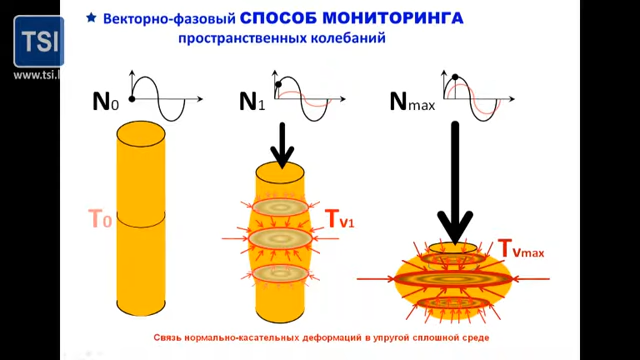 TSI
www.tsi.l
Векторно-фазовый СПОСОБ МОНИТОРИНГА
пространственных колебаний
N0
N1
Nmax
T0
Tv1
Tvmax
Связь нормально-касательных деформаций в упругой сплошной среде